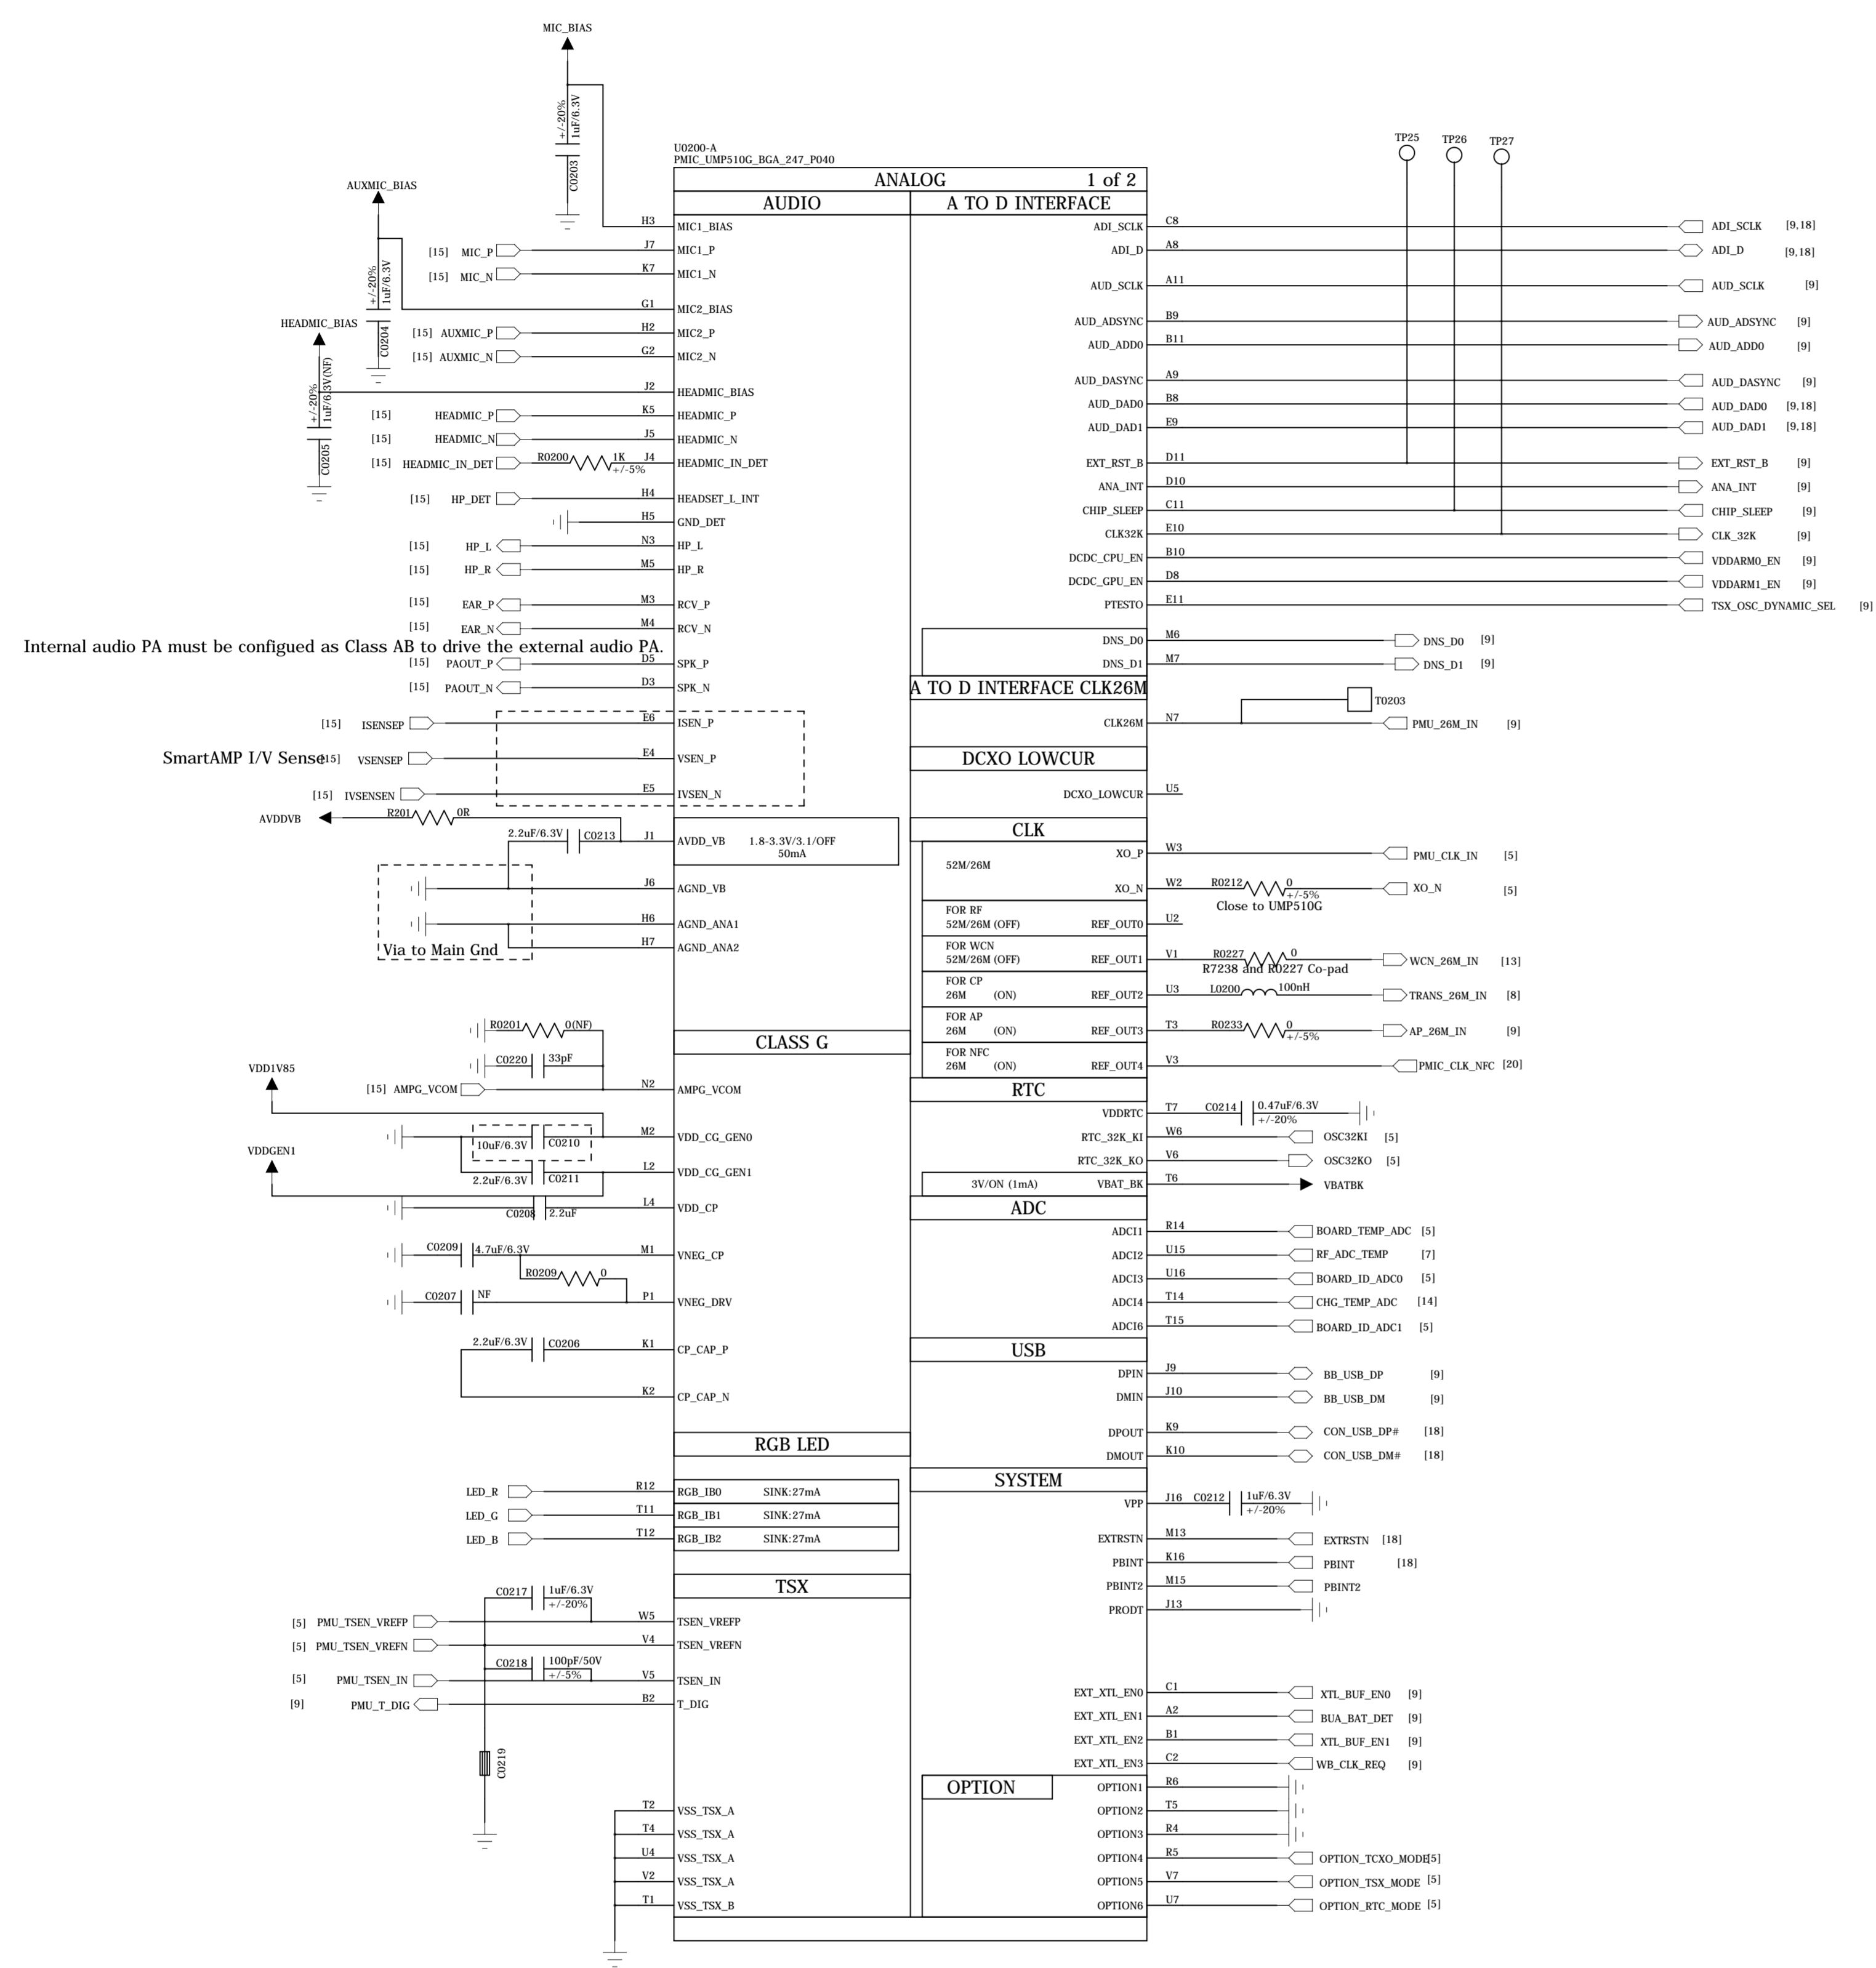 MIC_BIAS
+/-20%
1uF/6.3V
C0203
AUXMIC_BIAS
+/-20%
1uF/6.3V
C0204
HEADMIC_BIAS
+/-20%
1uF/6.3V(NF)
C0205
U0200-A
PMIC_UMP510G_BGA_247_P040
ANALOG 1 of 2
AUDIO
H3 MIC1_BIAS
[15] MIC_P J7 MIC1_P
[15] MIC_N K7 MIC1_N
G1 MIC2_BIAS
[15] AUXMIC_P H2 MIC2_P
[15] AUXMIC_N G2 MIC2_N
J2 HEADMIC_BIAS
[15] HEADMIC_P K5 HEADMIC_P
[15] HEADMIC_N J5 HEADMIC_N
[15] HEADMIC_IN_DET R0200 1K +/-5% J4 HEADMIC_IN_DET
[15] HP_DET H4 HEADSET_L_INT
H5 GND_DET
[15] HP_L N3 HP_L
[15] HP_R M5 HP_R
[15] EAR_P M3 RCV_P
[15] EAR_N M4 RCV_N
Internal audio PA must be configued as Class AB to drive the external audio PA.
[15] PAOUT_P D5 SPK_P
[15] PAOUT_N D3 SPK_N
[15] ISENSEP E6 ISEN_P
SmartAMP I/V Sense [15] VSENSEP E4 VSEN_P
[15] IVSENSEN E5 IVSEN_N
AVDDVB R201 0R
2.2uF/6.3V C0213 J1 AVDD_VB 1.8-3.3V/3.1/OFF
50mA
J6 AGND_VB
H6 AGND_ANA1
H7 AGND_ANA2
Via to Main Gnd
CLASS G
R0201 0(NF)
C0220 33pF
[15] AMPG_VCOM N2 AMPG_VCOM
VDD1V85
10uF/6.3V C0210 M2 VDD_CG_GEN0
VDDGEN1
2.2uF/6.3V C0211 L2 VDD_CG_GEN1
C0208 2.2uF L4 VDD_CP
C0209 4.7uF/6.3V M1 VNEG_CP
R0209 0
C0207 NF P1 VNEG_DRV
2.2uF/6.3V C0206 K1 CP_CAP_P
K2 CP_CAP_N
RGB LED
LED_R R12 RGB_IB0 SINK:27mA
LED_G T11 RGB_IB1 SINK:27mA
LED_B T12 RGB_IB2 SINK:27mA
TSX
C0217 1uF/6.3V
+/-20%
[5] PMU_TSEN_VREFP W5 TSEN_VREFP
[5] PMU_TSEN_VREFN V4 TSEN_VREFN
C0218 100pF/50V
+/-5%
[5] PMU_TSEN_IN V5 TSEN_IN
[9] PMU_T_DIG B2 T_DIG
C0219
T2 VSS_TSX_A
T4 VSS_TSX_A
U4 VSS_TSX_A
V2 VSS_TSX_A
T1 VSS_TSX_B
TP25 TP26 TP27
A TO D INTERFACE
ADI_SCLK C8 ADI_SCLK [9,18]
ADI_D A8 ADI_D [9,18]
AUD_SCLK A11 AUD_SCLK [9]
AUD_ADSYNC B9 AUD_ADSYNC [9]
AUD_ADD0 B11 AUD_ADD0 [9]
AUD_DASYNC A9 AUD_DASYNC [9]
AUD_DAD0 B8 AUD_DAD0 [9,18]
AUD_DAD1 E9 AUD_DAD1 [9,18]
EXT_RST_B D11 EXT_RST_B [9]
ANA_INT D10 ANA_INT [9]
CHIP_SLEEP C11 CHIP_SLEEP [9]
CLK32K E10 CLK_32K [9]
DCDC_CPU_EN B10 VDDARM0_EN [9]
DCDC_GPU_EN D8 VDDARM1_EN [9]
PTESTO E11 TSX_OSC_DYNAMIC_SEL [9]
DNS_D0 M6 DNS_D0 [9]
DNS_D1 M7 DNS_D1 [9]
A TO D INTERFACE CLK26M
T0203
CLK26M N7 PMU_26M_IN [9]
DCXO LOWCUR
DCXO_LOWCUR U5
CLK
52M/26M
XO_P W3 PMU_CLK_IN [5]
XO_N W2 R0212 0 +/-5% XO_N [5]
Close to UMP510G
FOR RF
52M/26M (OFF) REF_OUT0 U2
FOR WCN
52M/26M (OFF) REF_OUT1 V1 R0227 0 WCN_26M_IN [13]
R7238 and R0227 Co-pad
FOR CP
26M (ON) REF_OUT2 U3 L0200 100nH TRANS_26M_IN [8]
FOR AP
26M (ON) REF_OUT3 T3 R0233 0 +/-5% AP_26M_IN [9]
FOR NFC
26M (ON) REF_OUT4 V3 PMIC_CLK_NFC [20]
RTC
VDDRTC T7 C0214 0.47uF/6.3V
+/-20%
RTC_32K_KI W6 OSC32KI [5]
RTC_32K_KO V6 OSC32KO [5]
3V/ON (1mA) VBAT_BK T6 VBATBK
ADC
ADCI1 R14 BOARD_TEMP_ADC [5]
ADCI2 U15 RF_ADC_TEMP [7]
ADCI3 U16 BOARD_ID_ADC0 [5]
ADCI4 T14 CHG_TEMP_ADC [14]
ADCI6 T15 BOARD_ID_ADC1 [5]
USB
DPIN J9 BB_USB_DP [9]
DMIN J10 BB_USB_DM [9]
DPOUT K9 CON_USB_DP# [18]
DMOUT K10 CON_USB_DM# [18]
SYSTEM
VPP J16 C0212 1uF/6.3V
+/-20%
EXTRSTN M13 EXTRSTN [18]
PBINT K16 PBINT [18]
PBINT2 M15 PBINT2
PRODT J13
EXT_XTL_EN0 C1 XTL_BUF_EN0 [9]
EXT_XTL_EN1 A2 BUA_BAT_DET [9]
EXT_XTL_EN2 B1 XTL_BUF_EN1 [9]
EXT_XTL_EN3 C2 WB_CLK_REQ [9]
OPTION
OPTION1 R6
OPTION2 T5
OPTION3 R4
OPTION4 R5 OPTION_TCXO_MODE [5]
OPTION5 V7 OPTION_TSX_MODE [5]
OPTION6 U7 OPTION_RTC_MODE [5]